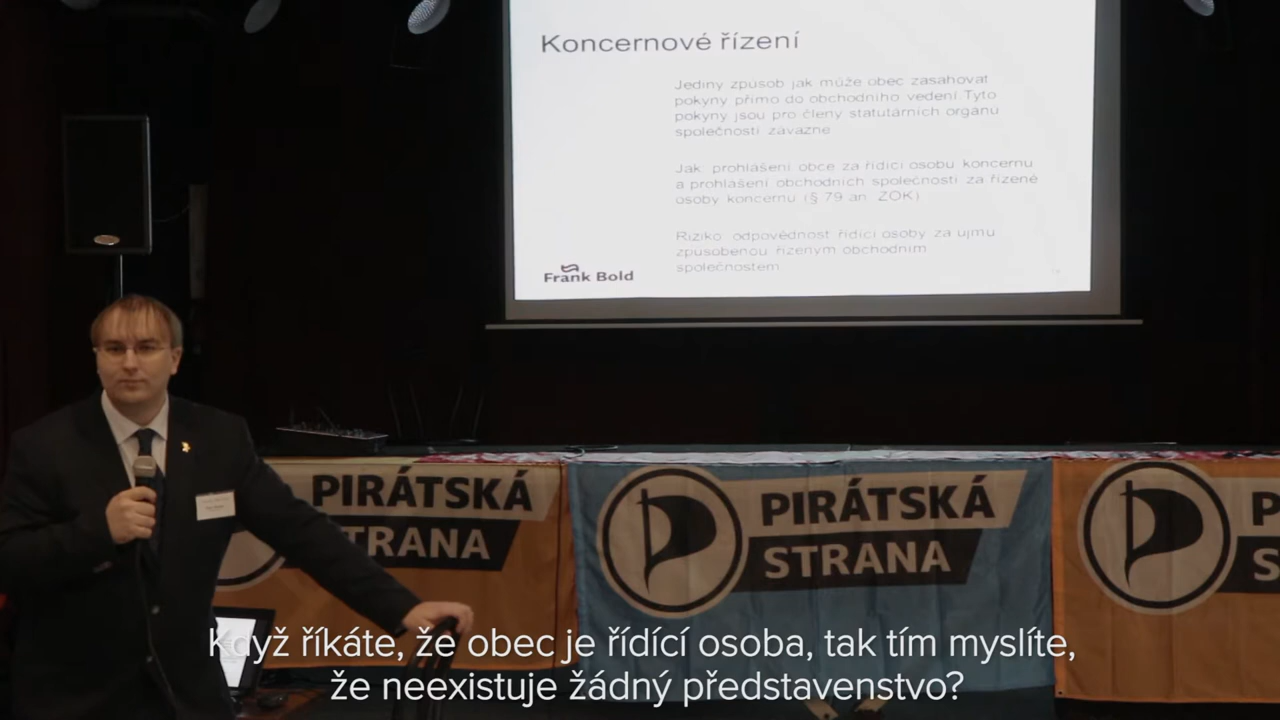 Koncernové řízení
Jediny způsob jak může obec zasahovat
pokyny přímo do obchodního vedení Tyto
pokyny jsou pro členy statutárních orgánů
společnosti závazné
Jak: prohlášení obce za řídící osobu koncernu
a prohlášení obchodních společností za řízené
osoby koncernu (§ 79 an. ZOK)
Riziko: odpovědnost řídící osoby za újmu
způsobenou řízeným obchodním
společnostem
Frank Bold
PIRÁTSKÁ
TRANA
PIRÁTSKÁ
STRANA
P
S
Když říkáte, že obec je řídící osoba, tak tím myslíte,
že neexistuje žádný představenstvo?